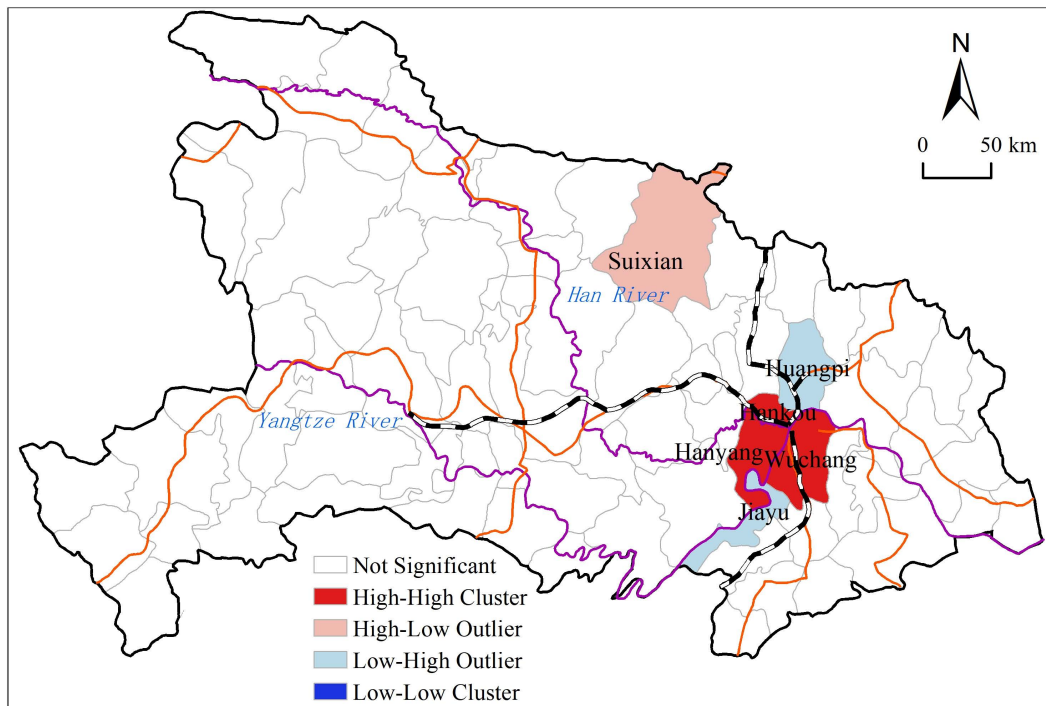 N
0 50 km
Suixian
Han River
Huangpi
Hankou
Yangtze River
Hanyang
Wuchang
Jiayu
Not Significant
High-High Cluster
High-Low Outlier
Low-High Outlier
Low-Low Cluster